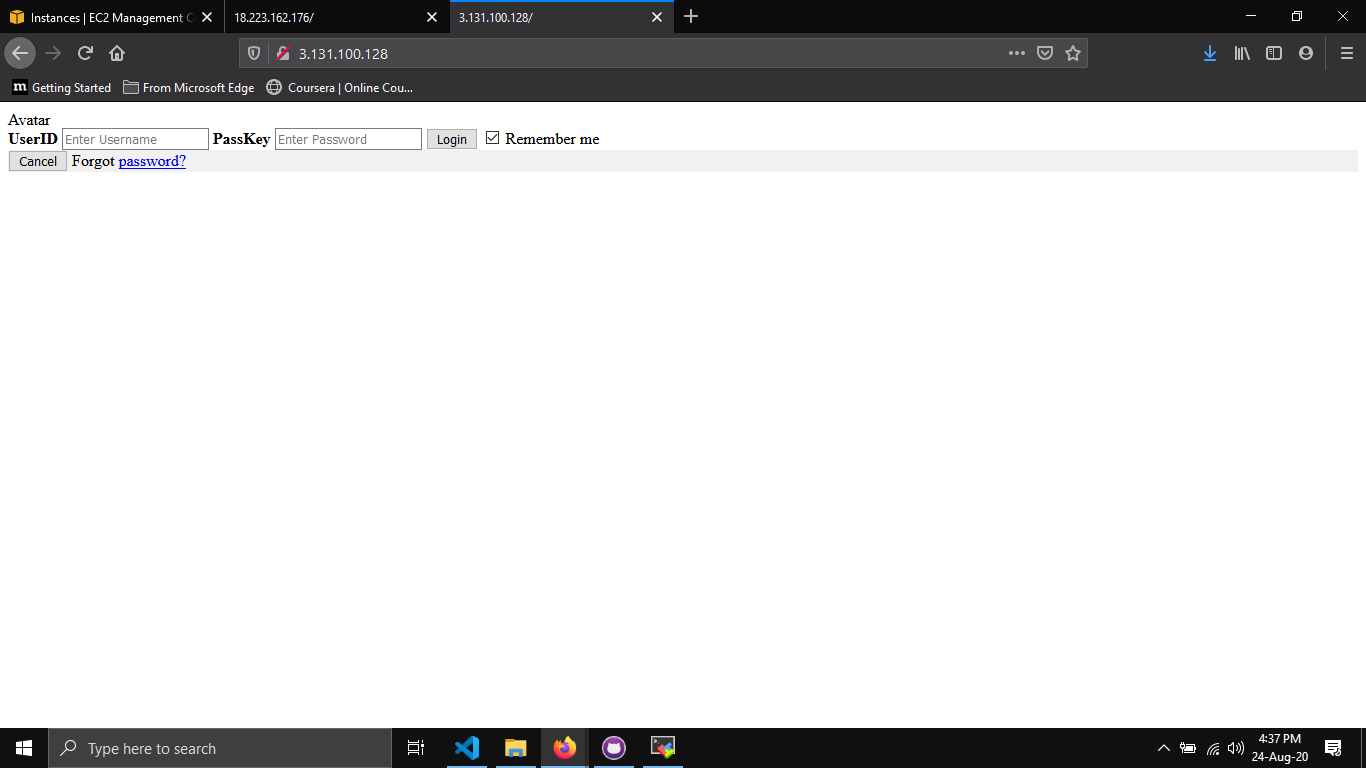 Instances | EC2 Management C
18.223.162.176/
3.131.100.128/
3.131.100.128
m Getting Started From Microsoft Edge Coursera | Online Cou...
Avatar
UserID Enter Username PassKey Enter Password Login Remember me
Cancel Forgot password?
Type here to search
4:37 PM
24-Aug-20